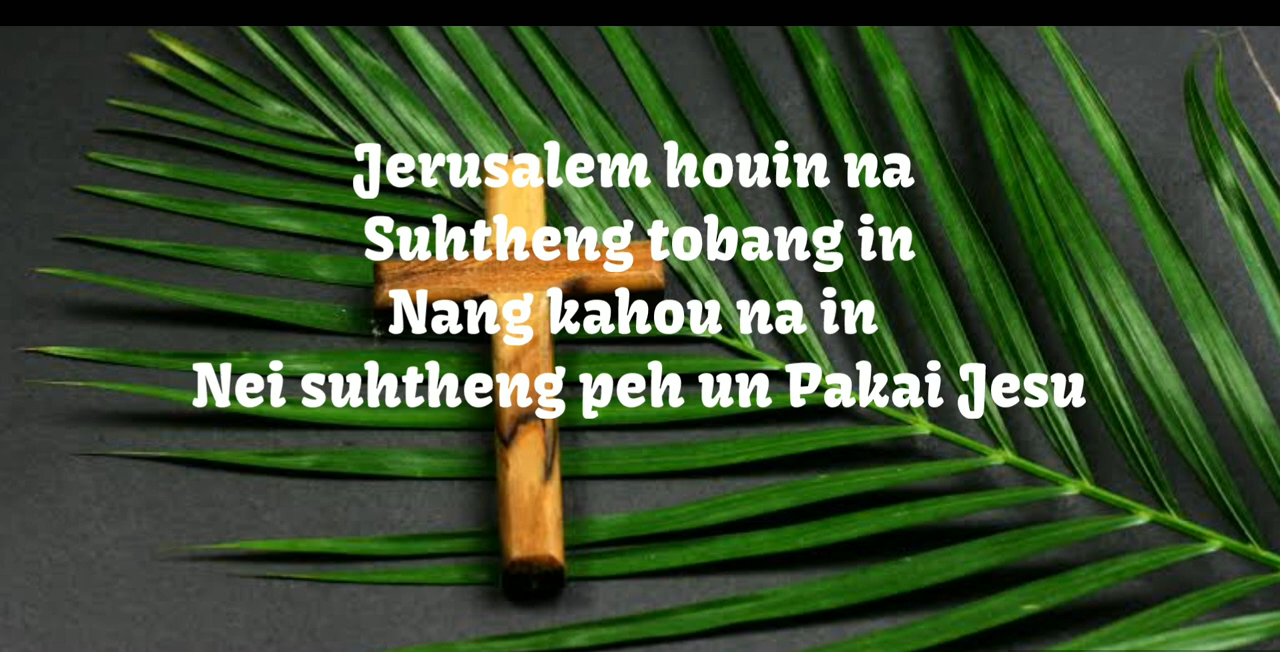 Jerusalem houin na
Suhtheng tobang in
Nang kahou na in
Nei suhtheng peh un Pakai Jesu